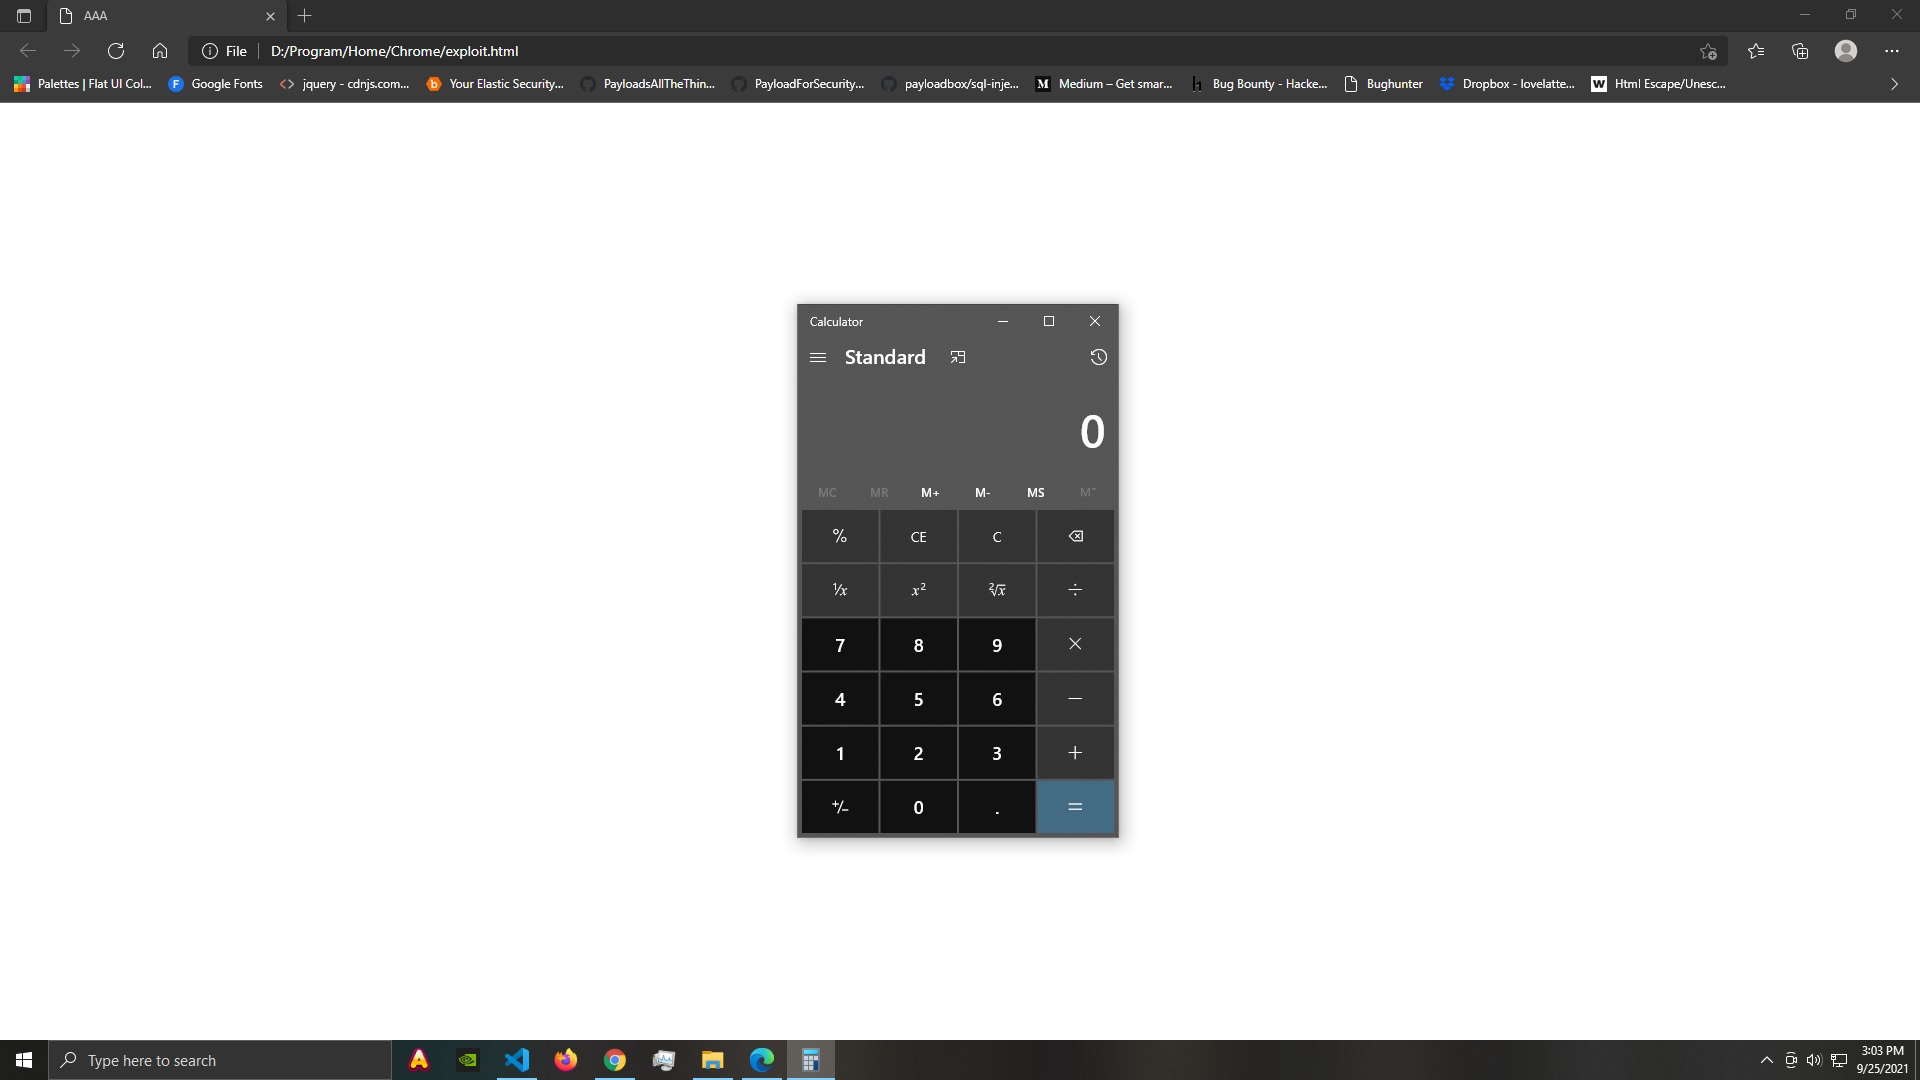 AAA
File
D:/Program/Home/Chrome/exploit.html
Palettes | Flat UI Col... Google Fonts jquery - cdnjs.com... Your Elastic Security... PayloadsAllTheThin... PayloadForSecurity... payloadbox/sql-inje... M Medium – Get smar... Bug Bounty - Hacke... Bughunter Dropbox - lovelatte... W Html Escape/Unesc...
Calculator
Standard
0
MC MR M+ M- MS M˅
% CE C
¹⁄x x² ²√x ÷
7 8 9 ×
4 5 6 −
1 2 3 +
+/− 0 . =
Type here to search
3:03 PM
9/25/2021